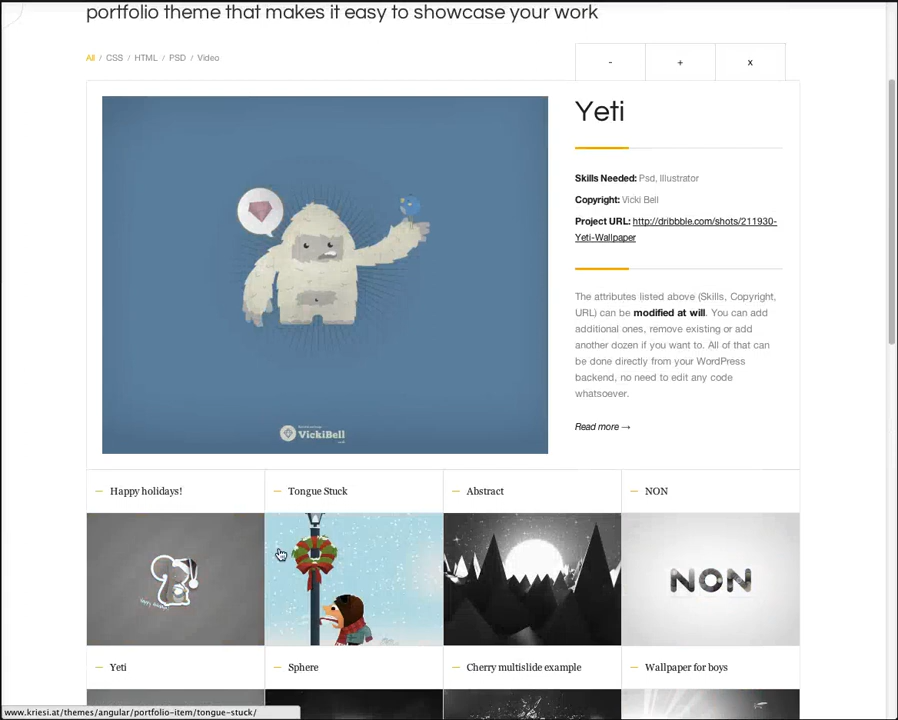 portfolio theme that makes it easy to showcase your work
All / CSS / HTML / PSD / Video
- + x
Yeti
Skills Needed: Psd, Illustrator
Copyright: Vicki Bell
Project URL: http://dribbble.com/shots/211930-
Yeti-Wallpaper
The attributes listed above (Skills, Copyright,
URL) can be modified at will. You can add
additional ones, remove existing or add
another dozen if you want to. All of that can
be done directly from your WordPress
backend, no need to edit any code
whatsoever.
Read more →
VickiBell
Happy holidays!
Tongue Stuck
Abstract
NON
NON
Yeti
Sphere
Cherry multislide example
Wallpaper for boys
www.kriesi.at/themes/angular/portfolio-item/tongue-stuck/